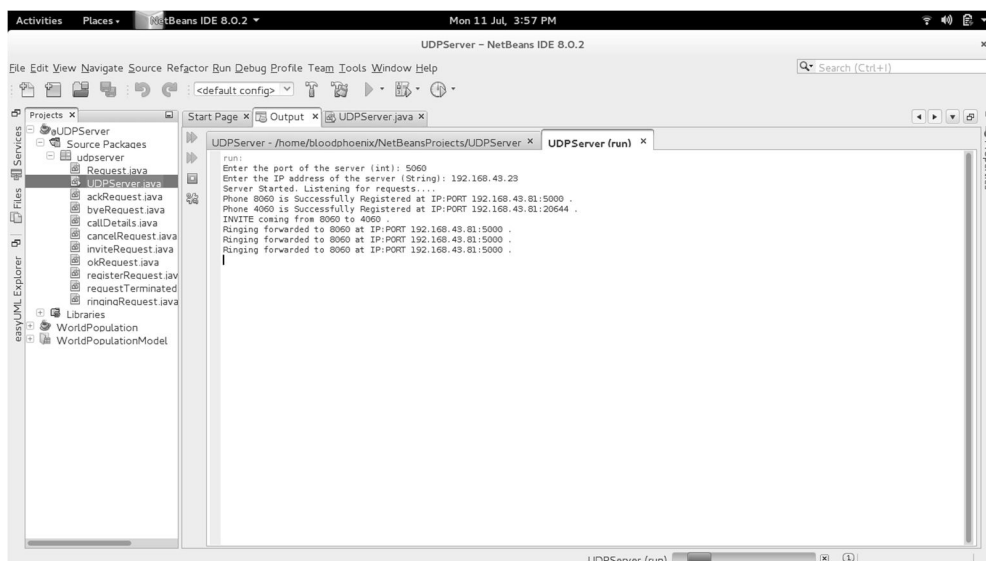 Activities Places NetBeans IDE 8.0.2 Mon 11 Jul, 3:57 PM
UDPServer – NetBeans IDE 8.0.2
File Edit View Navigate Source Refactor Run Debug Profile Team Tools Window Help
Search (Ctrl+I)
<default config>
Projects
Start Page Output UDPServer.java
UDPServer - /home/bloodphoenix/NetBeansProjects/UDPServer UDPServer (run)
Services
Files
easyUML Explorer
UDPServer
Source Packages
udpserver
Request.java
UDPServer.java
ackRequest.java
byeRequest.java
callDetails.java
cancelRequest.java
inviteRequest.java
okRequest.java
registerRequest.jav
requestTerminated
ringingRequest.java
Libraries
WorldPopulation
WorldPopulationModel
run:
Enter the port of the server (int): 5060
Enter the IP address of the server (String): 192.168.43.23
Server Started. Listening for requests....
Phone 8060 is Successfully Registered at IP:PORT 192.168.43.81:5000 .
Phone 4060 is Successfully Registered at IP:PORT 192.168.43.81:20644 .
INVITE coming from 8060 to 4060 .
Ringing forwarded to 8060 at IP:PORT 192.168.43.81:5000 .
Ringing forwarded to 8060 at IP:PORT 192.168.43.81:5000 .
Ringing forwarded to 8060 at IP:PORT 192.168.43.81:5000 .
UDPServer (run)